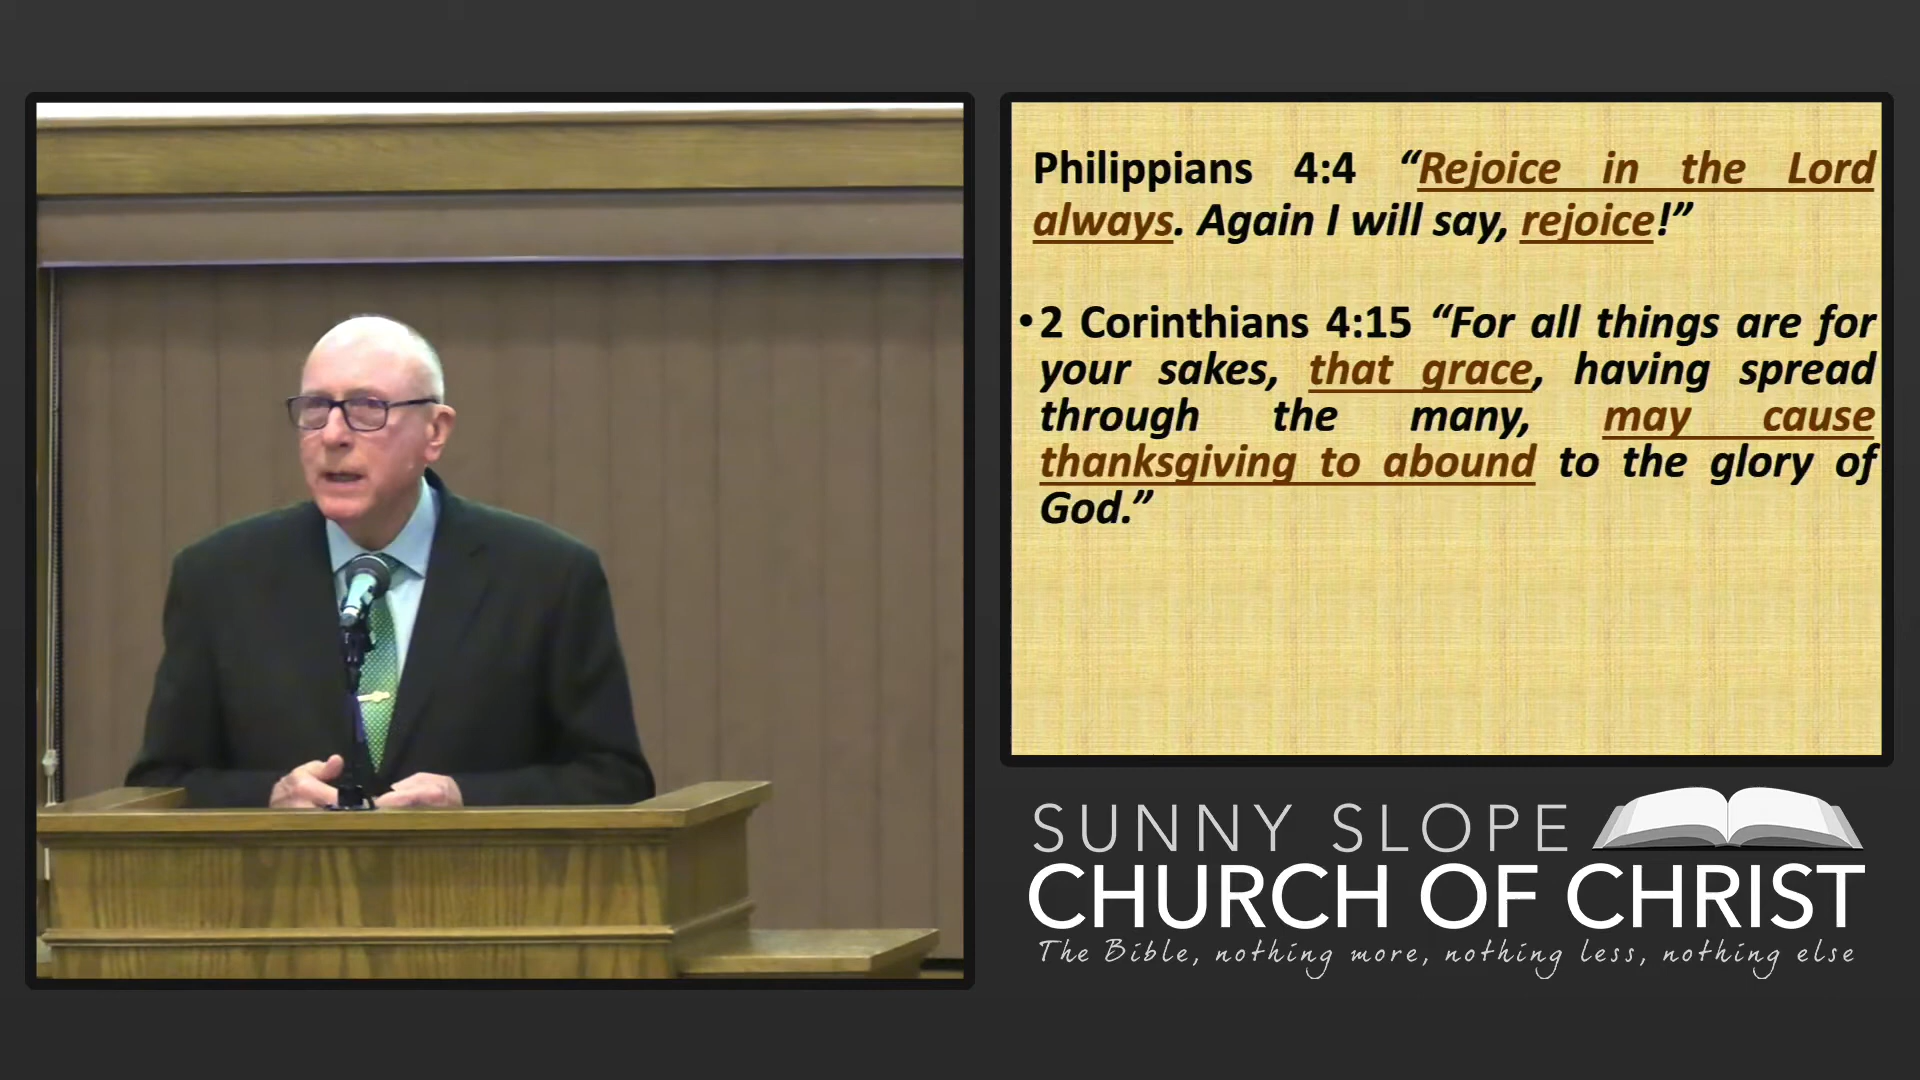 Philippians 4:4 “Rejoice in the Lord
always. Again I will say, rejoice!”
•2 Corinthians 4:15 “For all things are for
your sakes, that grace, having spread
through the many, may cause
thanksgiving to abound to the glory of
God.”
SUNNY SLOPE
CHURCH OF CHRIST
The Bible, nothing more, nothing less, nothing else